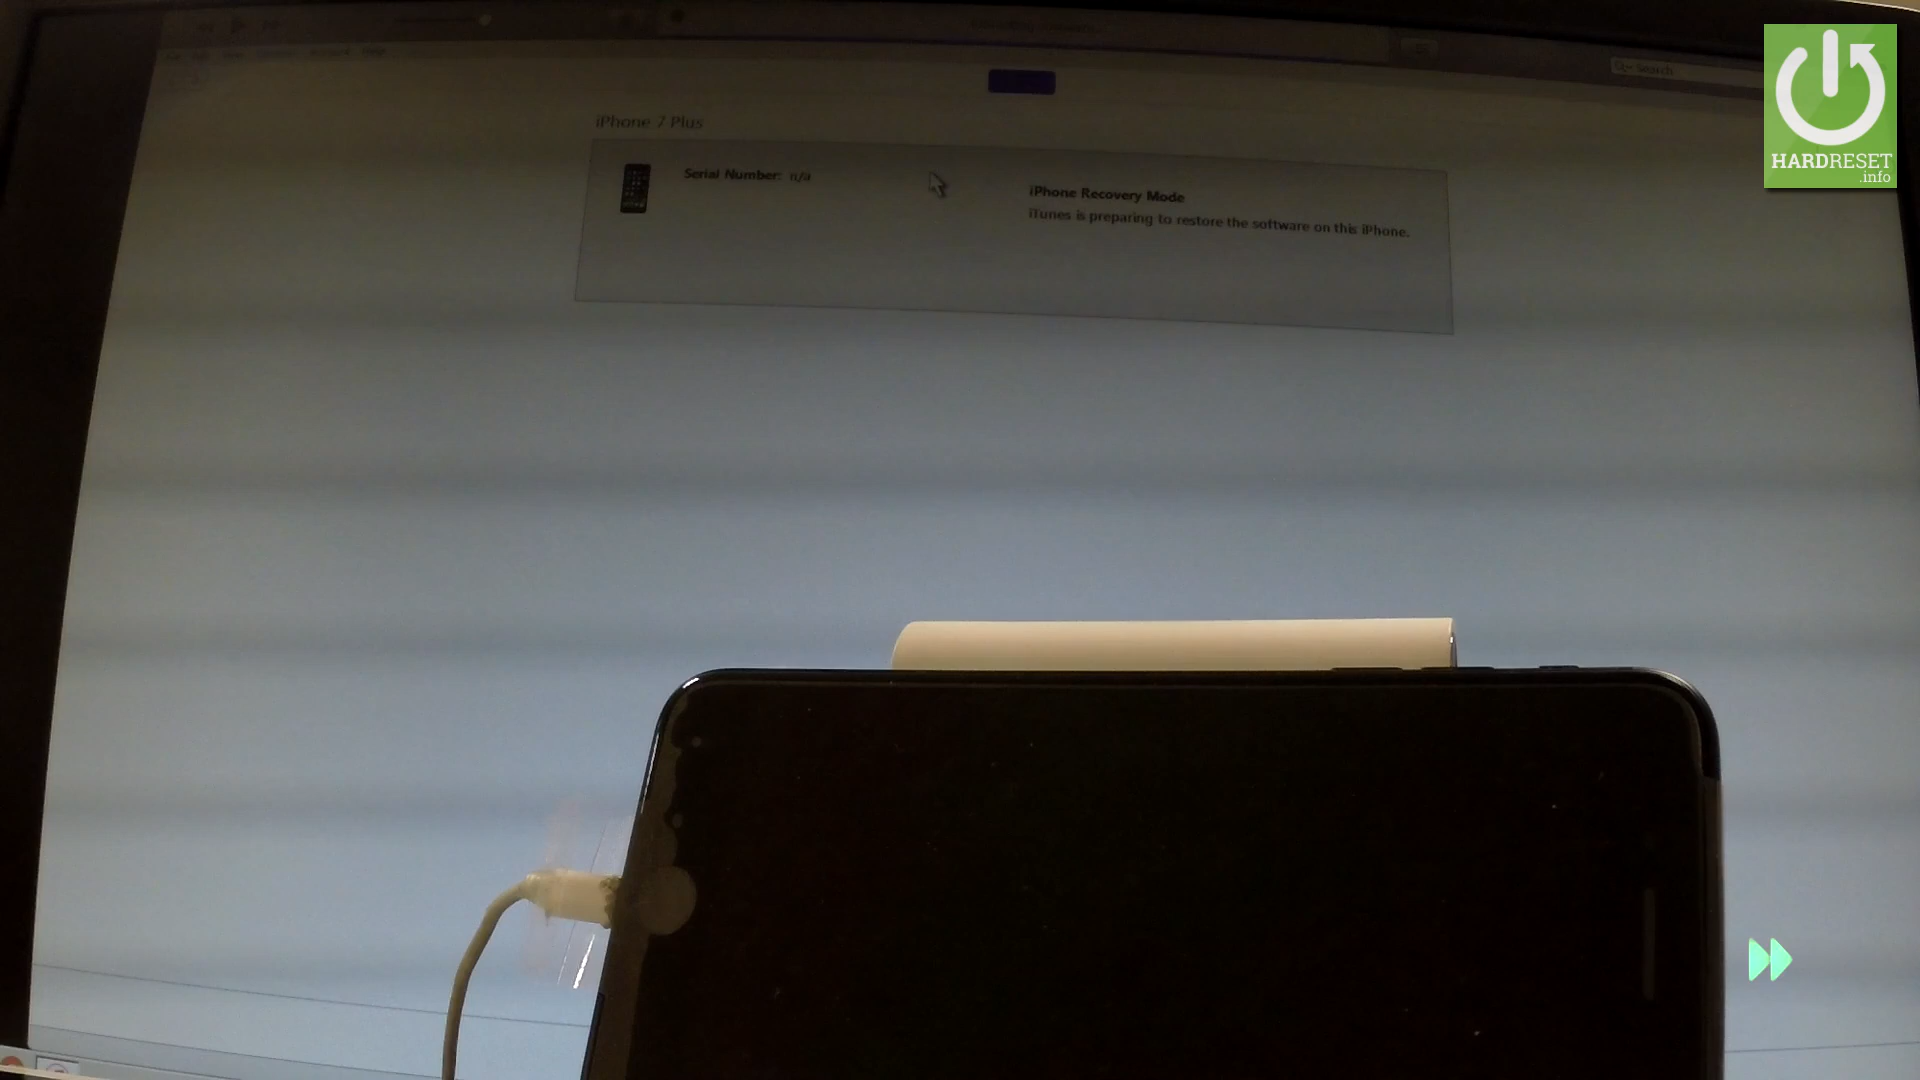 Search
iPhone 7 Plus
Serial Number: n/a
iPhone Recovery Mode
iTunes is preparing to restore the software on this iPhone.
HARDRESET
.info